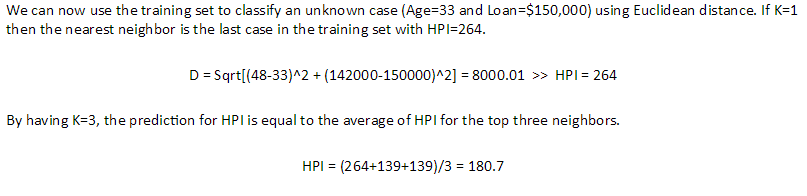 We can now use the training set to classify an unknown case (Age=33 and Loan=$150,000) using Euclidean distance. If K=1
then the nearest neighbor is the last case in the training set with HPI=264.
D = Sqrt[(48-33)^2 + (142000-150000)^2] = 8000.01 >> HPI = 264
By having K=3, the prediction for HPI is equal to the average of HPI for the top three neighbors.
HPI = (264+139+139)/3 = 180.7